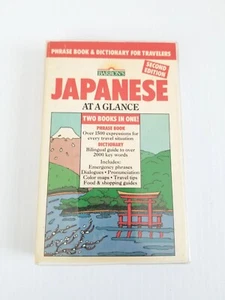 PHRASE BOOK & DICTIONARY FOR TRAVELERS
BARRON'S
SECOND EDITION
JAPANESE
AT A GLANCE
TWO BOOKS IN ONE!
PHRASE BOOK
Over 1500 expressions for
every travel situation
DICTIONARY
Bilingual guide to over
2000 key words
Includes:
Emergency phrases
Dialogues • Pronunciation
Color maps • Travel tips
Food & shopping guides